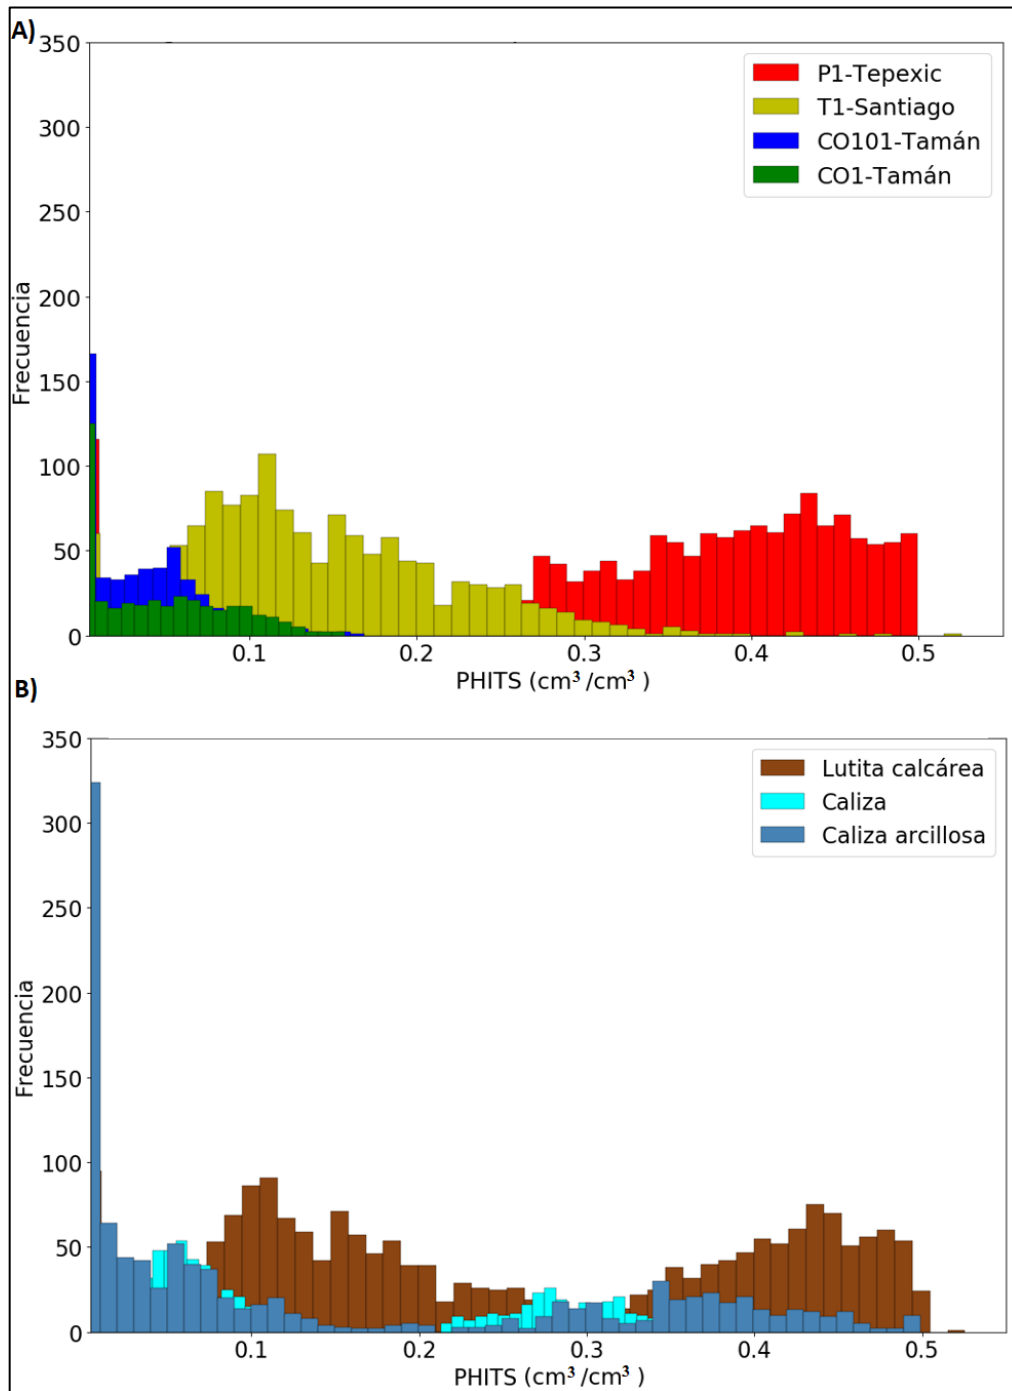 A)
350
300
250
200
150
100
50
0
Frecuencia
P1-Tepexic
T1-Santiago
CO101-Tamán
CO1-Tamán
0.1 0.2 0.3 0.4 0.5
PHITS (cm³/cm³ )
B)
350
300
250
200
150
100
50
0
Frecuencia
Lutita calcárea
Caliza
Caliza arcillosa
0.1 0.2 0.3 0.4 0.5
PHITS (cm³/cm³ )